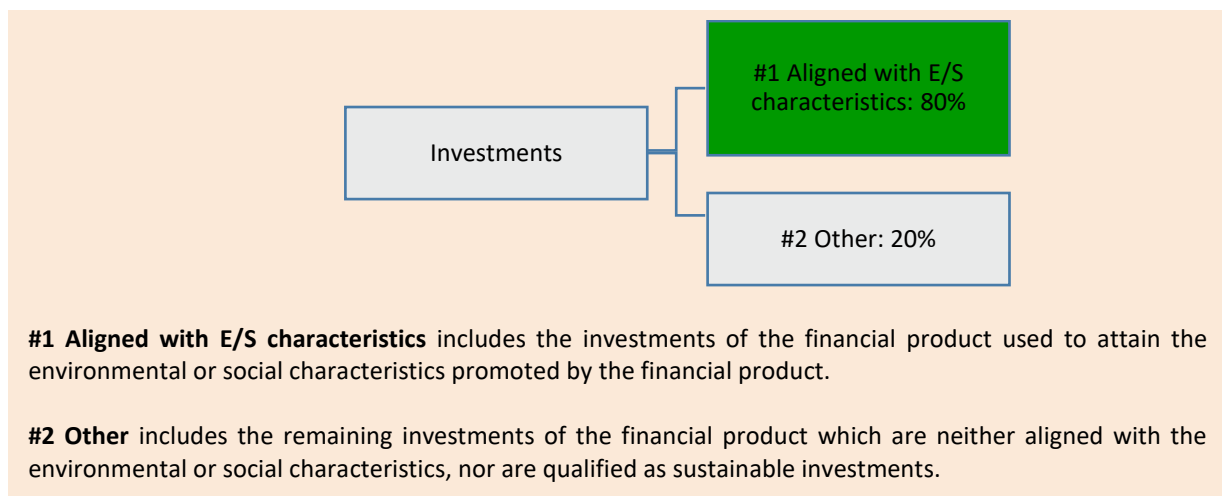 #1 Aligned with E/S
characteristics: 80%
Investments
#2 Other: 20%
#1 Aligned with E/S characteristics includes the investments of the financial product used to attain the
environmental or social characteristics promoted by the financial product.
#2 Other includes the remaining investments of the financial product which are neither aligned with the
environmental or social characteristics, nor are qualified as sustainable investments.